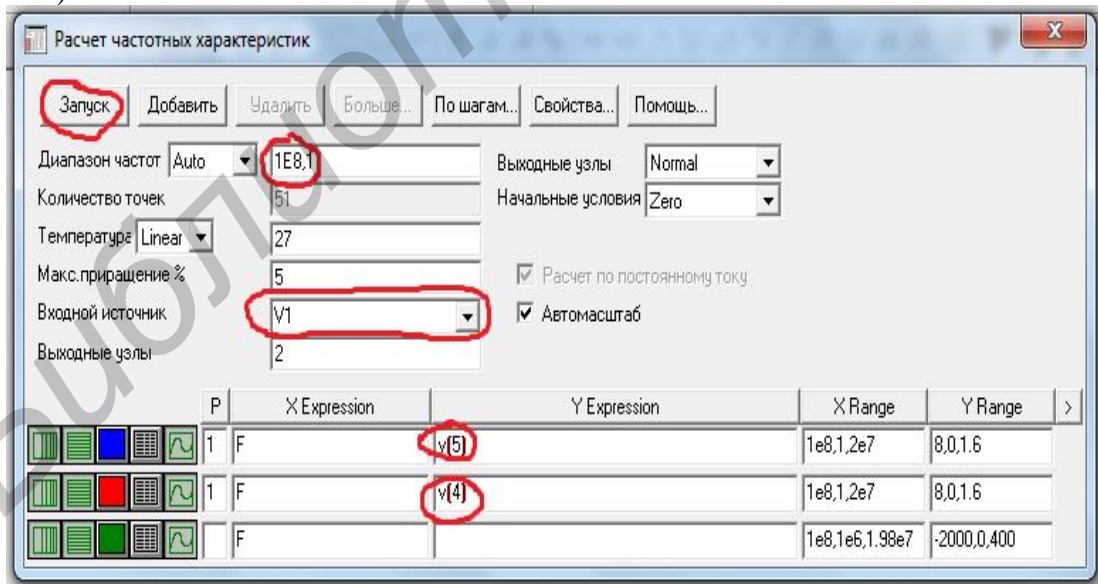 Расчет частотных характеристик
x
Запуск Добавить Удалить Больше... По шагам... Свойства... Помощь...
Диапазон частот Auto 1E8,1 Выходные узлы Normal
Количество точек 51 Начальные условия Zero
Температура Linear 27
Макс.приращение % 5 Расчет по постоянному току
Входной источник V1 Автомасштаб
Выходные узлы 2
P X Expression Y Expression X Range Y Range >
1 F v(5) 1e8,1,2e7 8,0,1.6
1 F v(4) 1e8,1,2e7 8,0,1.6
F 1e8,1e6,1.98e7 -2000,0,400